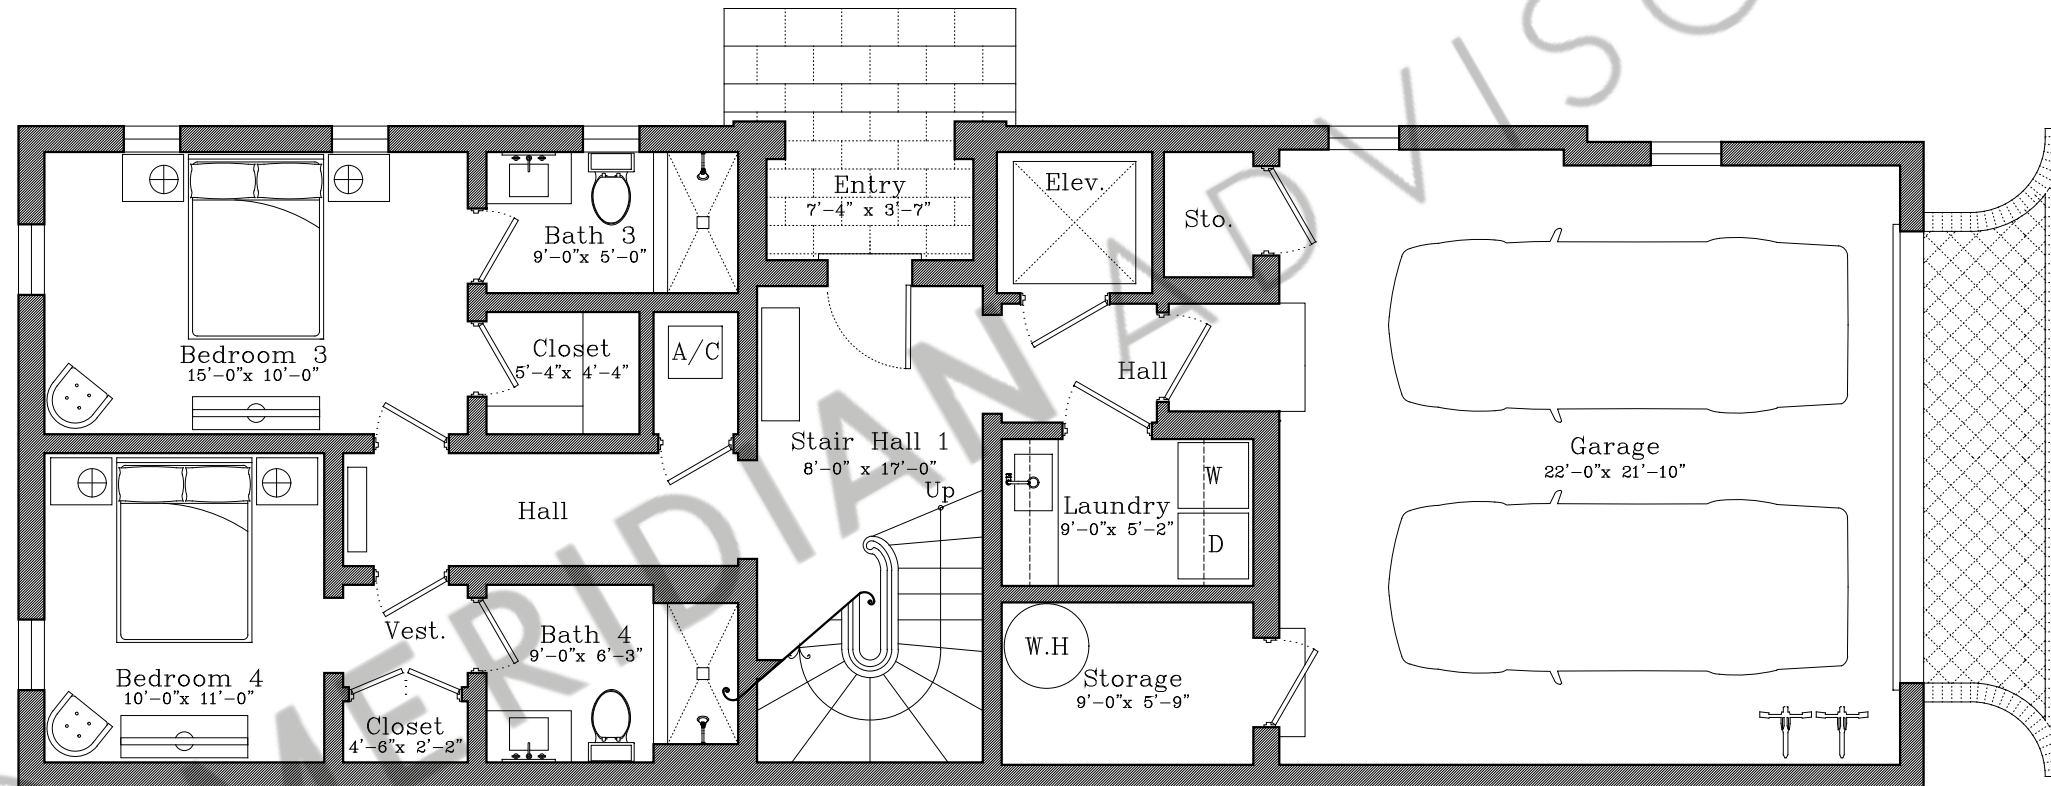 Entry
7'-4" x 3'-7"
Elev.
Sto.
Bath 3
9'-0"x 5'-0"
Bedroom 3
15'-0"x 10'-0"
Closet
5'-4"x 4'-4"
A/C
Hall
Stair Hall 1
8'-0" x 17'-0"
Up
Garage
22'-0"x 21'-10"
W
D
Laundry
9'-0"x 5'-2"
Hall
Vest.
Bath 4
9'-0"x 6'-3"
W.H
Storage
9'-0"x 5'-9"
Bedroom 4
10'-0"x 11'-0"
Closet
4'-6"x 2'-2"
MERIDIAN ADVISO